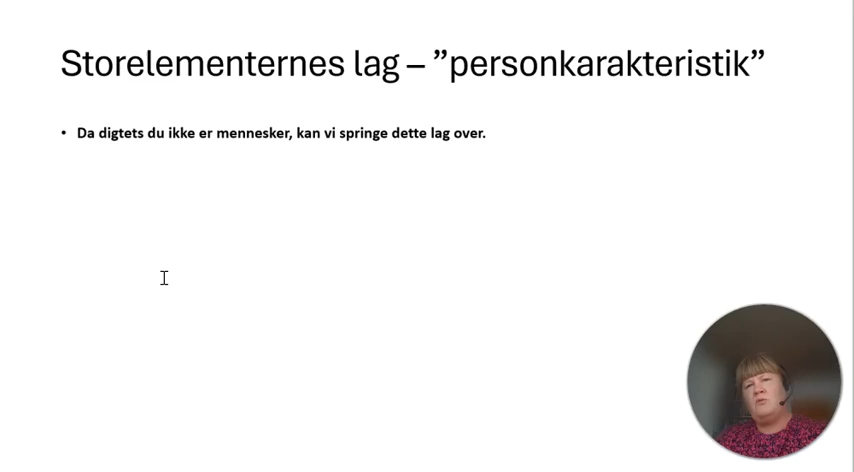 Storelementernes lag – ”personkarakteristik”
• Da digtets du ikke er mennesker, kan vi springe dette lag over.